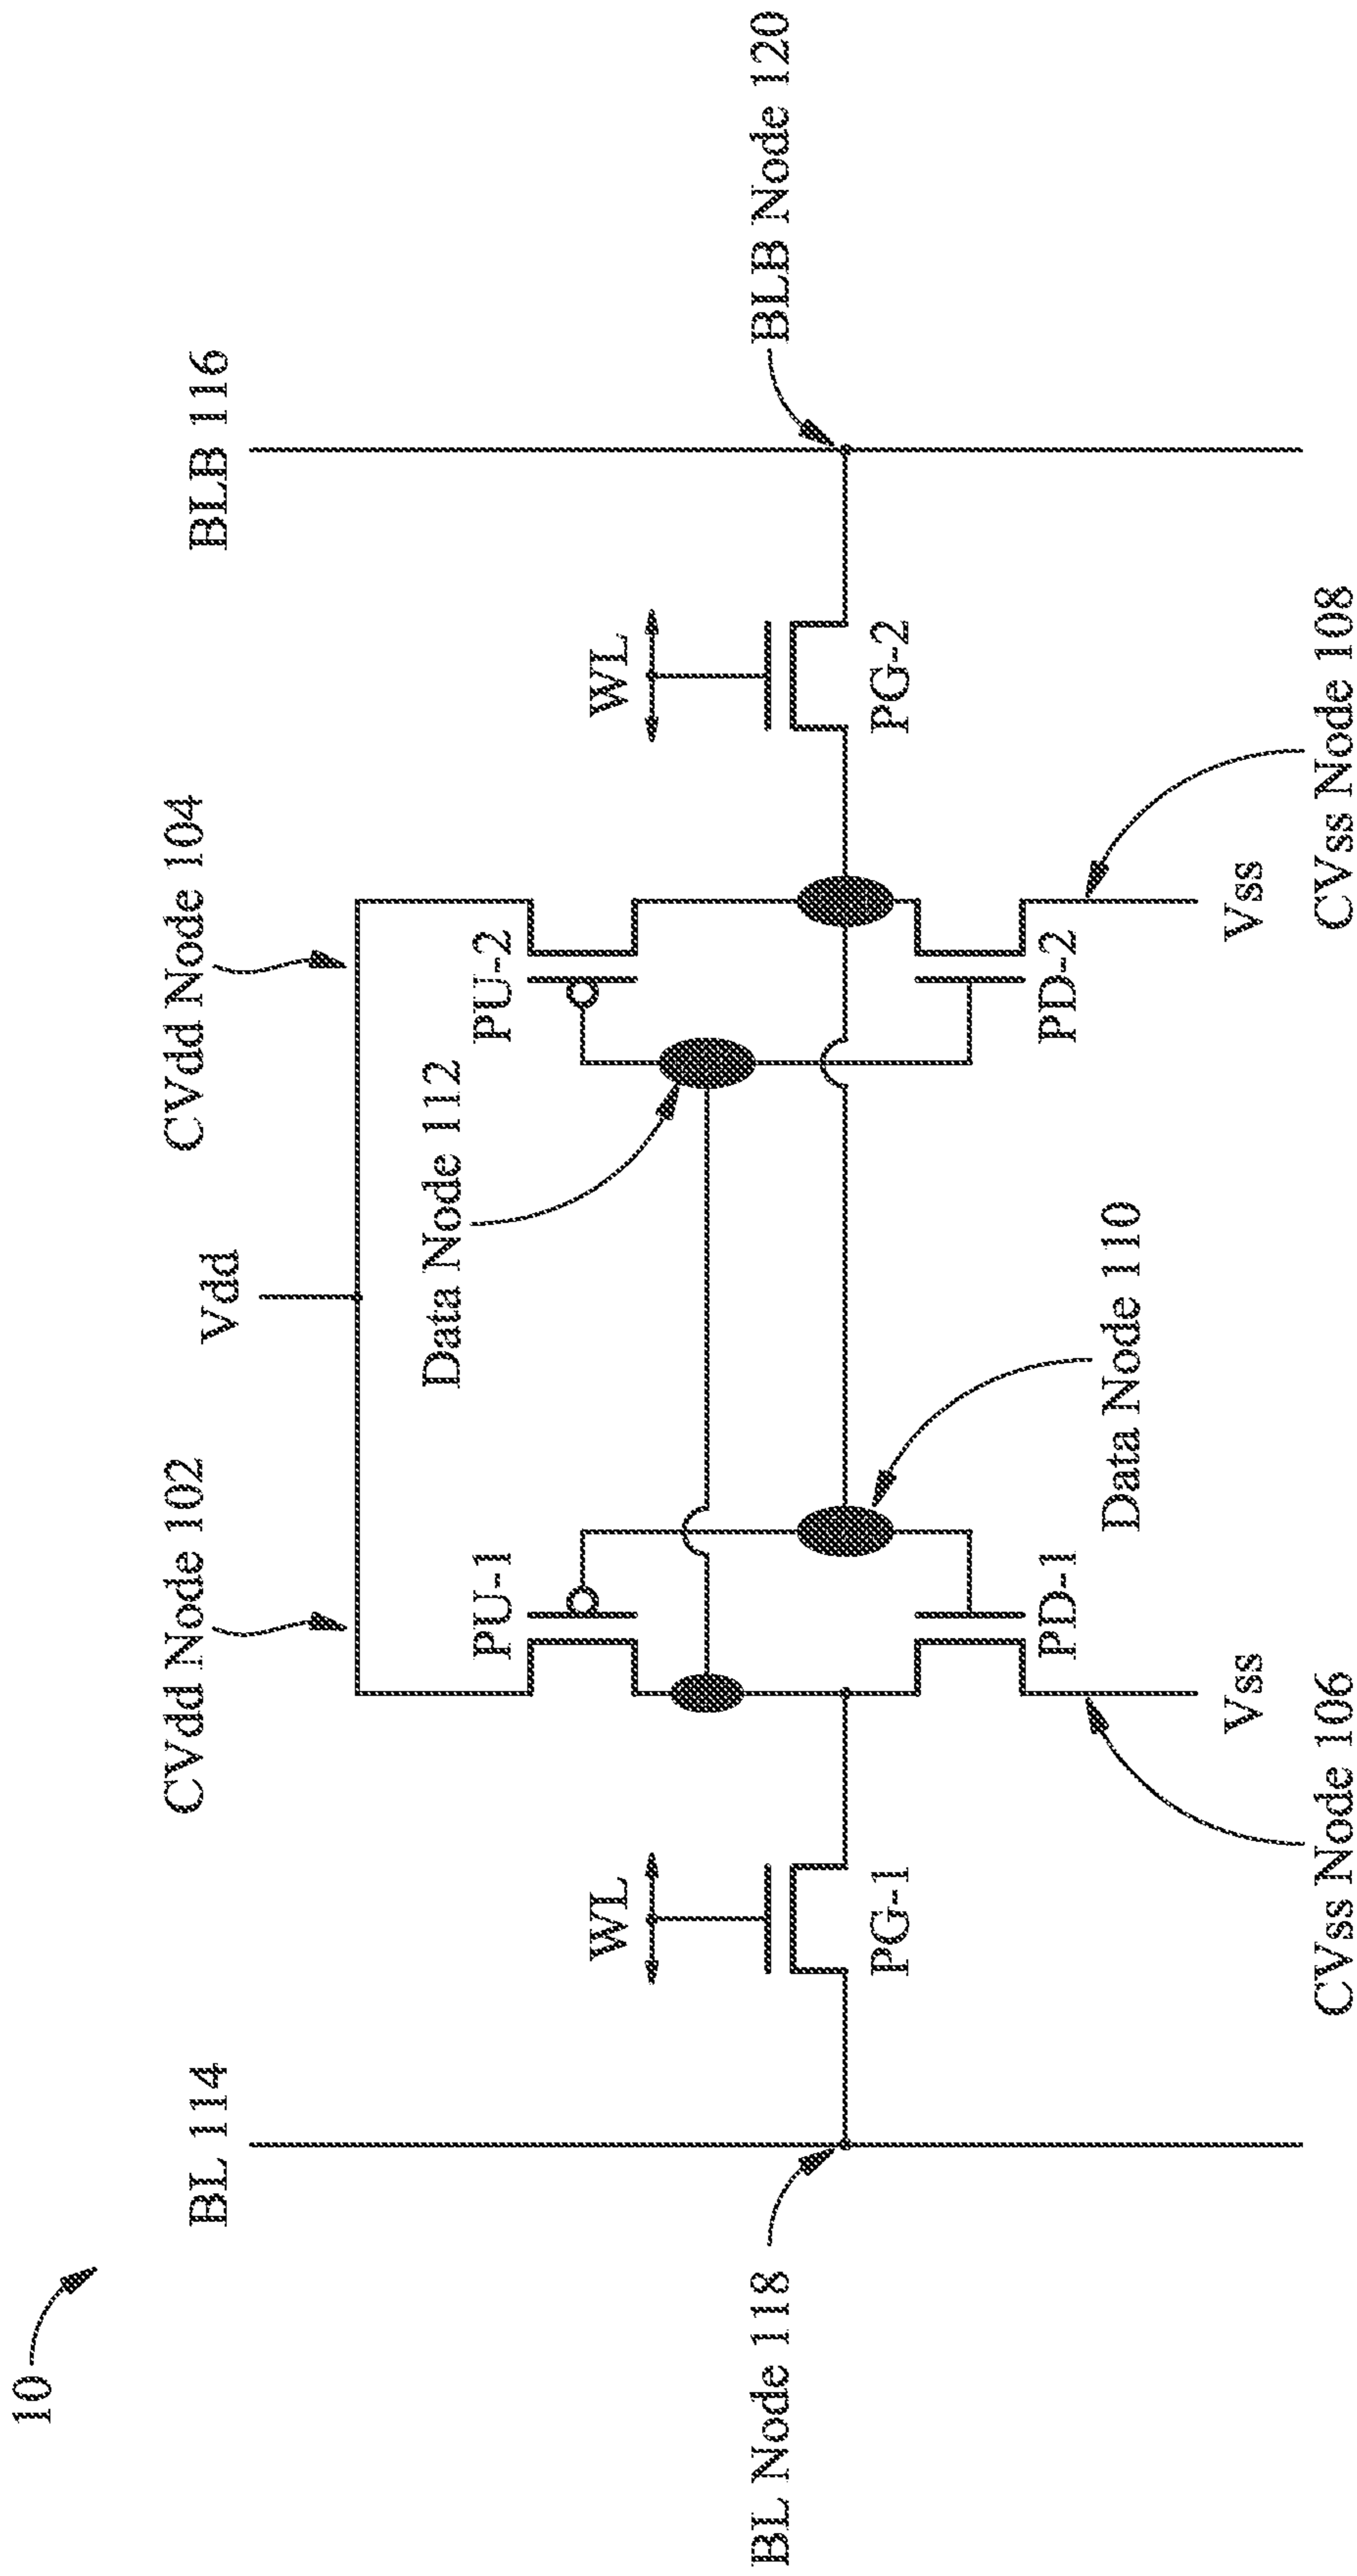 10
BL 114
BLB 116
CVdd Node 102
Vdd
CVdd Node 104
PU-1
Data Node 112
PU-2
WL
WL
BL Node 118
BLB Node 120
PG-1
PG-2
PD-1
Data Node 110
PD-2
Vss
Vss
CVss Node 106
CVss Node 108